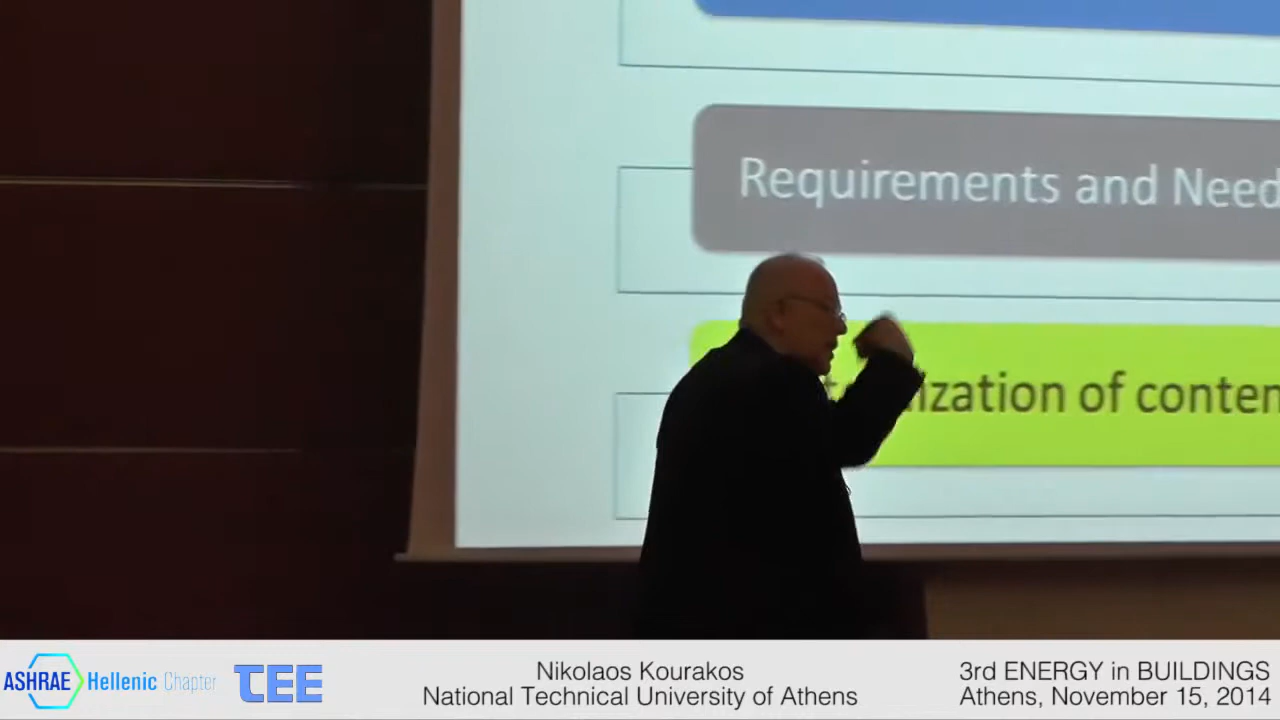 Requirements and Need
ization of conten
ASHRAE Hellenic Chapter
TEE
Nikolaos Kourakos
National Technical University of Athens
3rd ENERGY in BUILDINGS
Athens, November 15, 2014